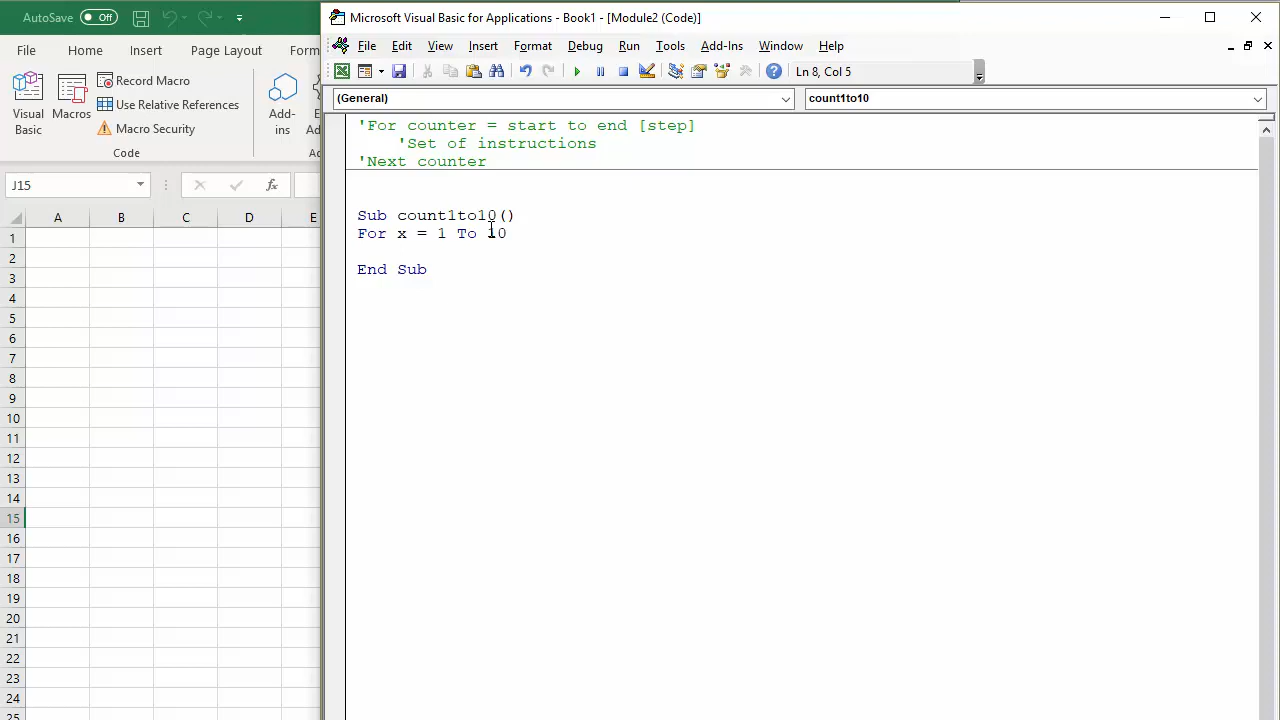 AutoSave Off
Microsoft Visual Basic for Applications - Book1 - [Module2 (Code)]
File Edit View Insert Format Debug Run Tools Add-Ins Window Help
File Home Insert Page Layout Form
Ln 8, Col 5
Record Macro
Use Relative References
Macro Security
Visual Basic
Macros
Add-ins
Code
(General)
count1to10
'For counter = start to end [step]
'Set of instructions
'Next counter
Sub count1to10()
For x = 1 To 10
End Sub
J15
fx
A B C D E
1
2
3
4
5
6
7
8
9
10
11
12
13
14
15
16
17
18
19
20
21
22
23
24
25